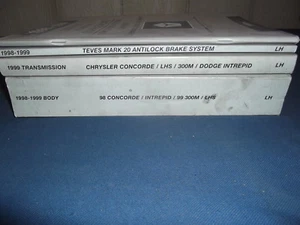 1998-1999 TEVES MARK 20 ANTILOCK BRAKE SYSTEM LH
1999 TRANSMISSION CHRYSLER CONCORDE / LHS / 300M / DODGE INTREPID LH
1998-1999 BODY 98 CONCORDE / INTREPID / 99 300M / LHS LH